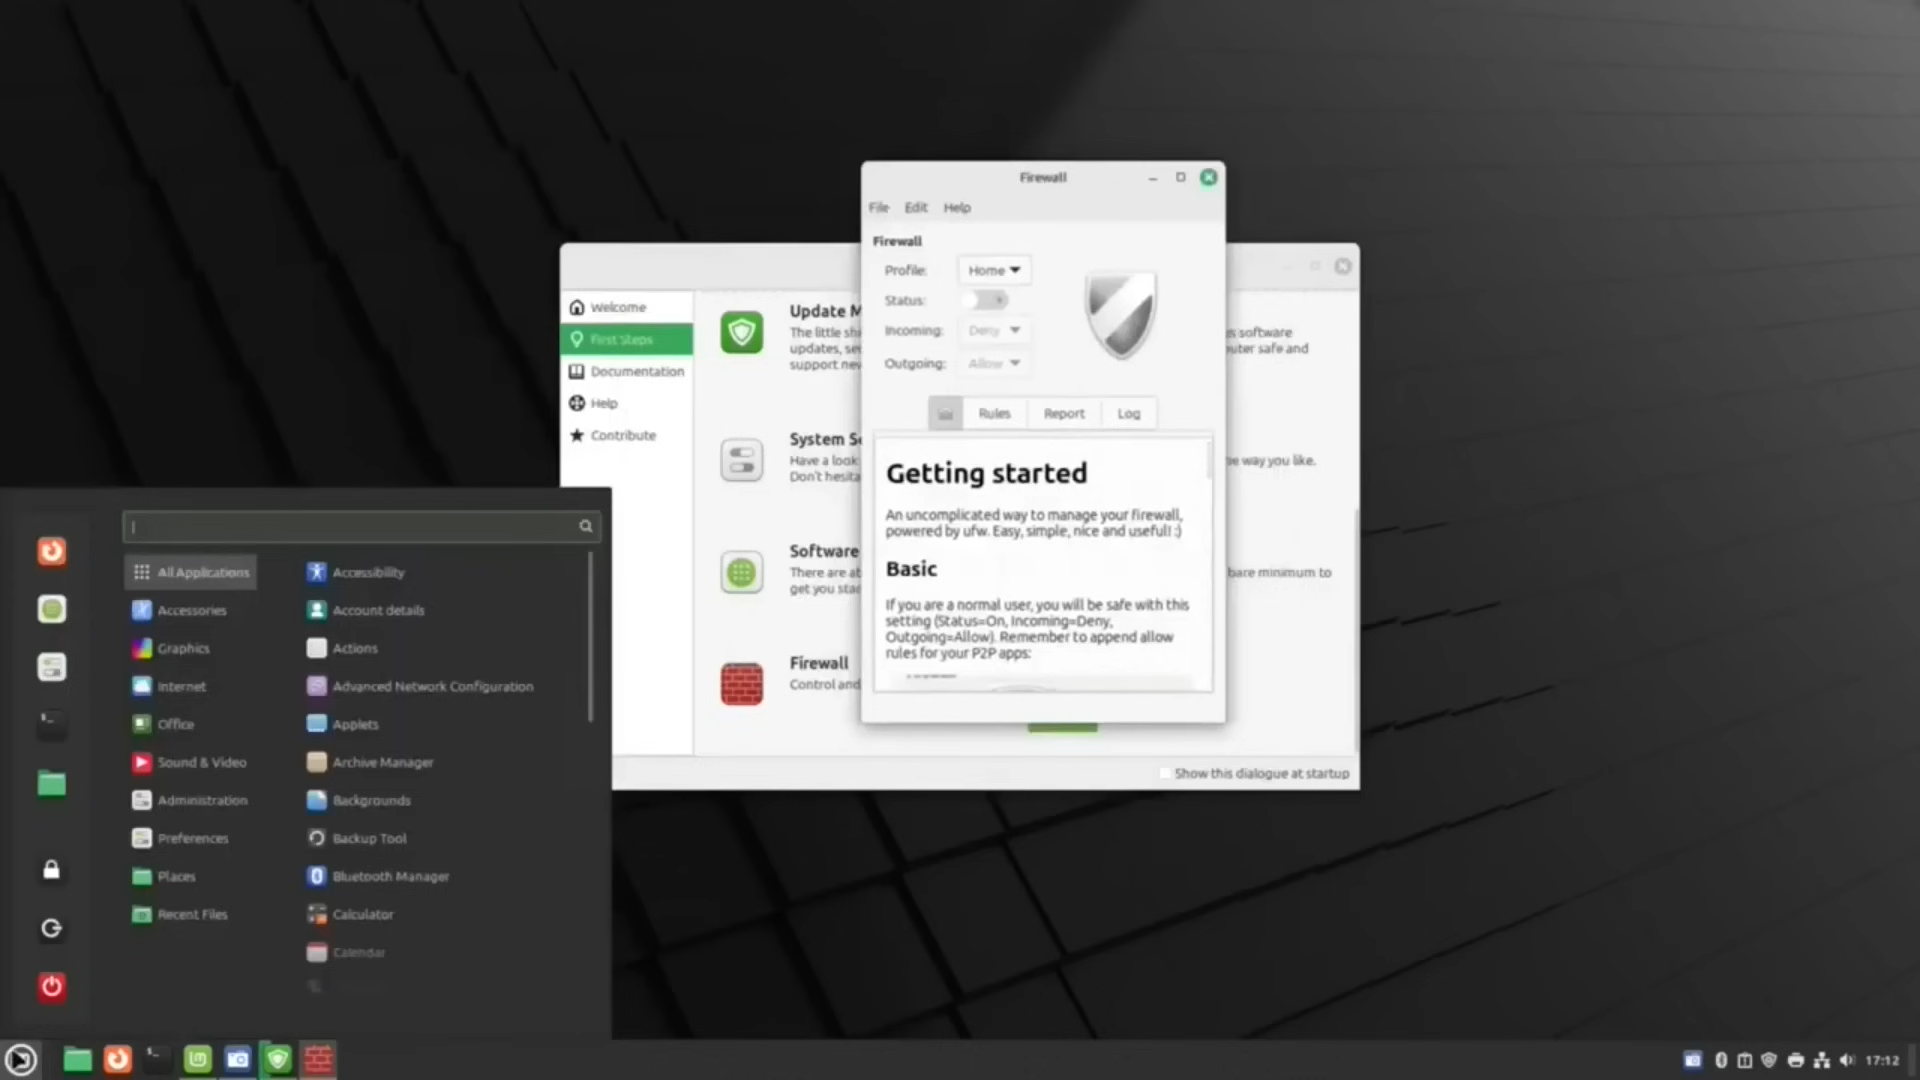 Firewall
File Edit Help
Firewall
Profile: Home
Status:
Incoming: Deny
Outgoing: Allow
Rules Report Log
Getting started
An uncomplicated way to manage your firewall,
powered by ufw. Easy, simple, nice and useful! :)
Basic
If you are a normal user, you will be safe with this
setting (Status=On, Incoming=Deny,
Outgoing=Allow). Remember to append allow
rules for your P2P apps:
Welcome
First Steps
Documentation
Help
Contribute
Update M
The little shi
updates, sec
support nev
s software
uter safe and
System Se
Have a look
Don't hesita
he way you like.
Software
There are ab
get you star
bare minimum to
Firewall
Control and
Show this dialogue at startup
All Applications
Accessories
Graphics
Internet
Office
Sound & Video
Administration
Preferences
Places
Recent Files
Accessibility
Account details
Actions
Advanced Network Configuration
Applets
Archive Manager
Backgrounds
Backup Tool
Bluetooth Manager
Calculator
Calendar
17:12